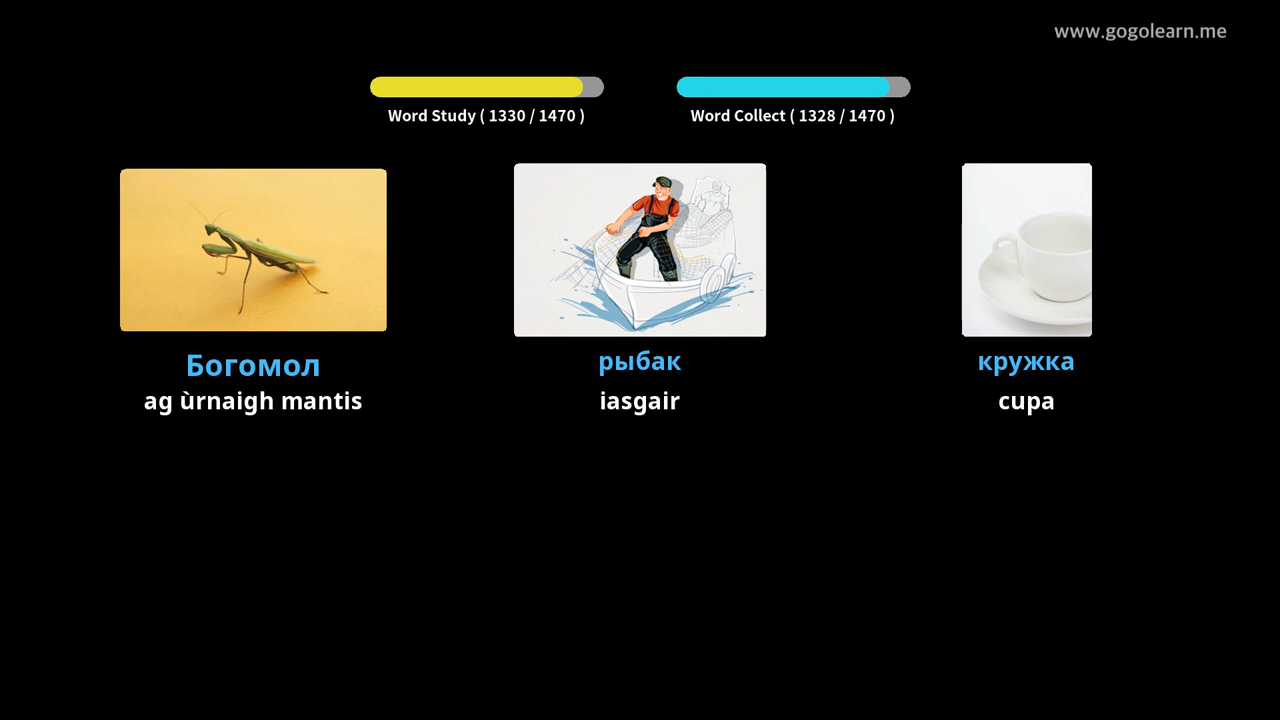 www.gogolearn.me
Word Study ( 1330 / 1470 )
Word Collect ( 1328 / 1470 )
Богомол
рыбак
кружка
ag ùrnaigh mantis
iasgair
cupa